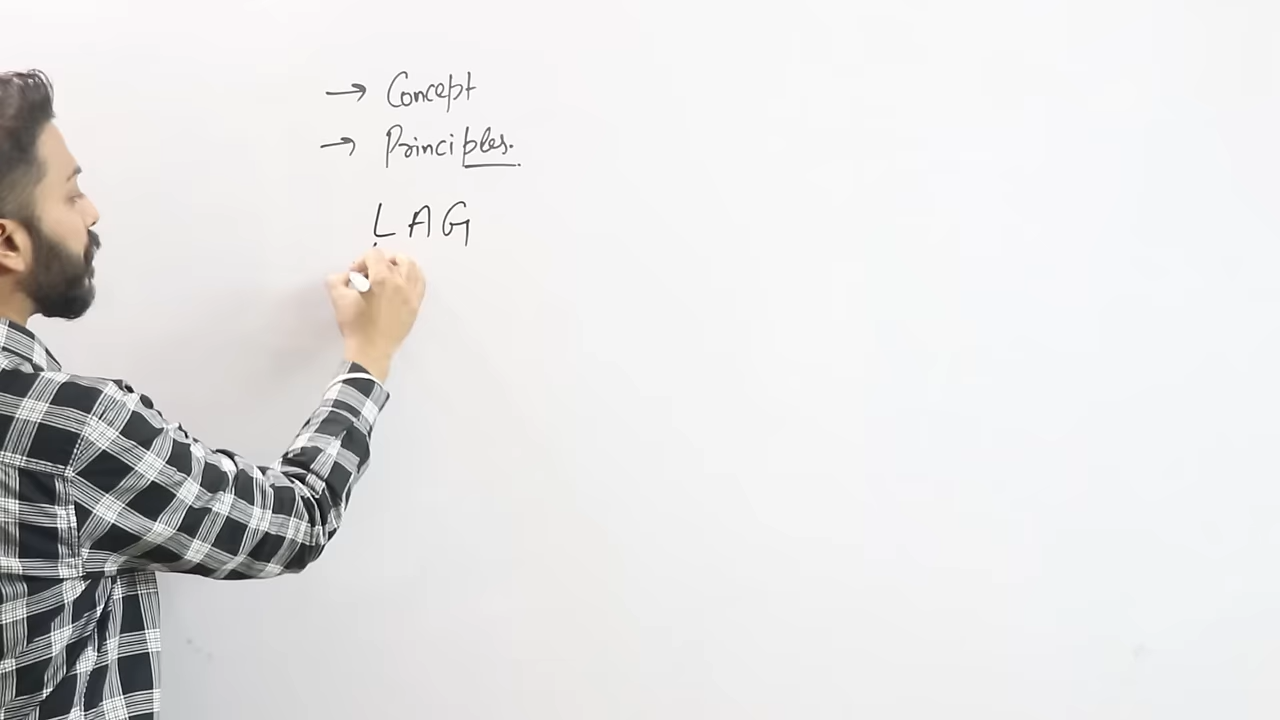 → Concept
→ Principles.
LAG